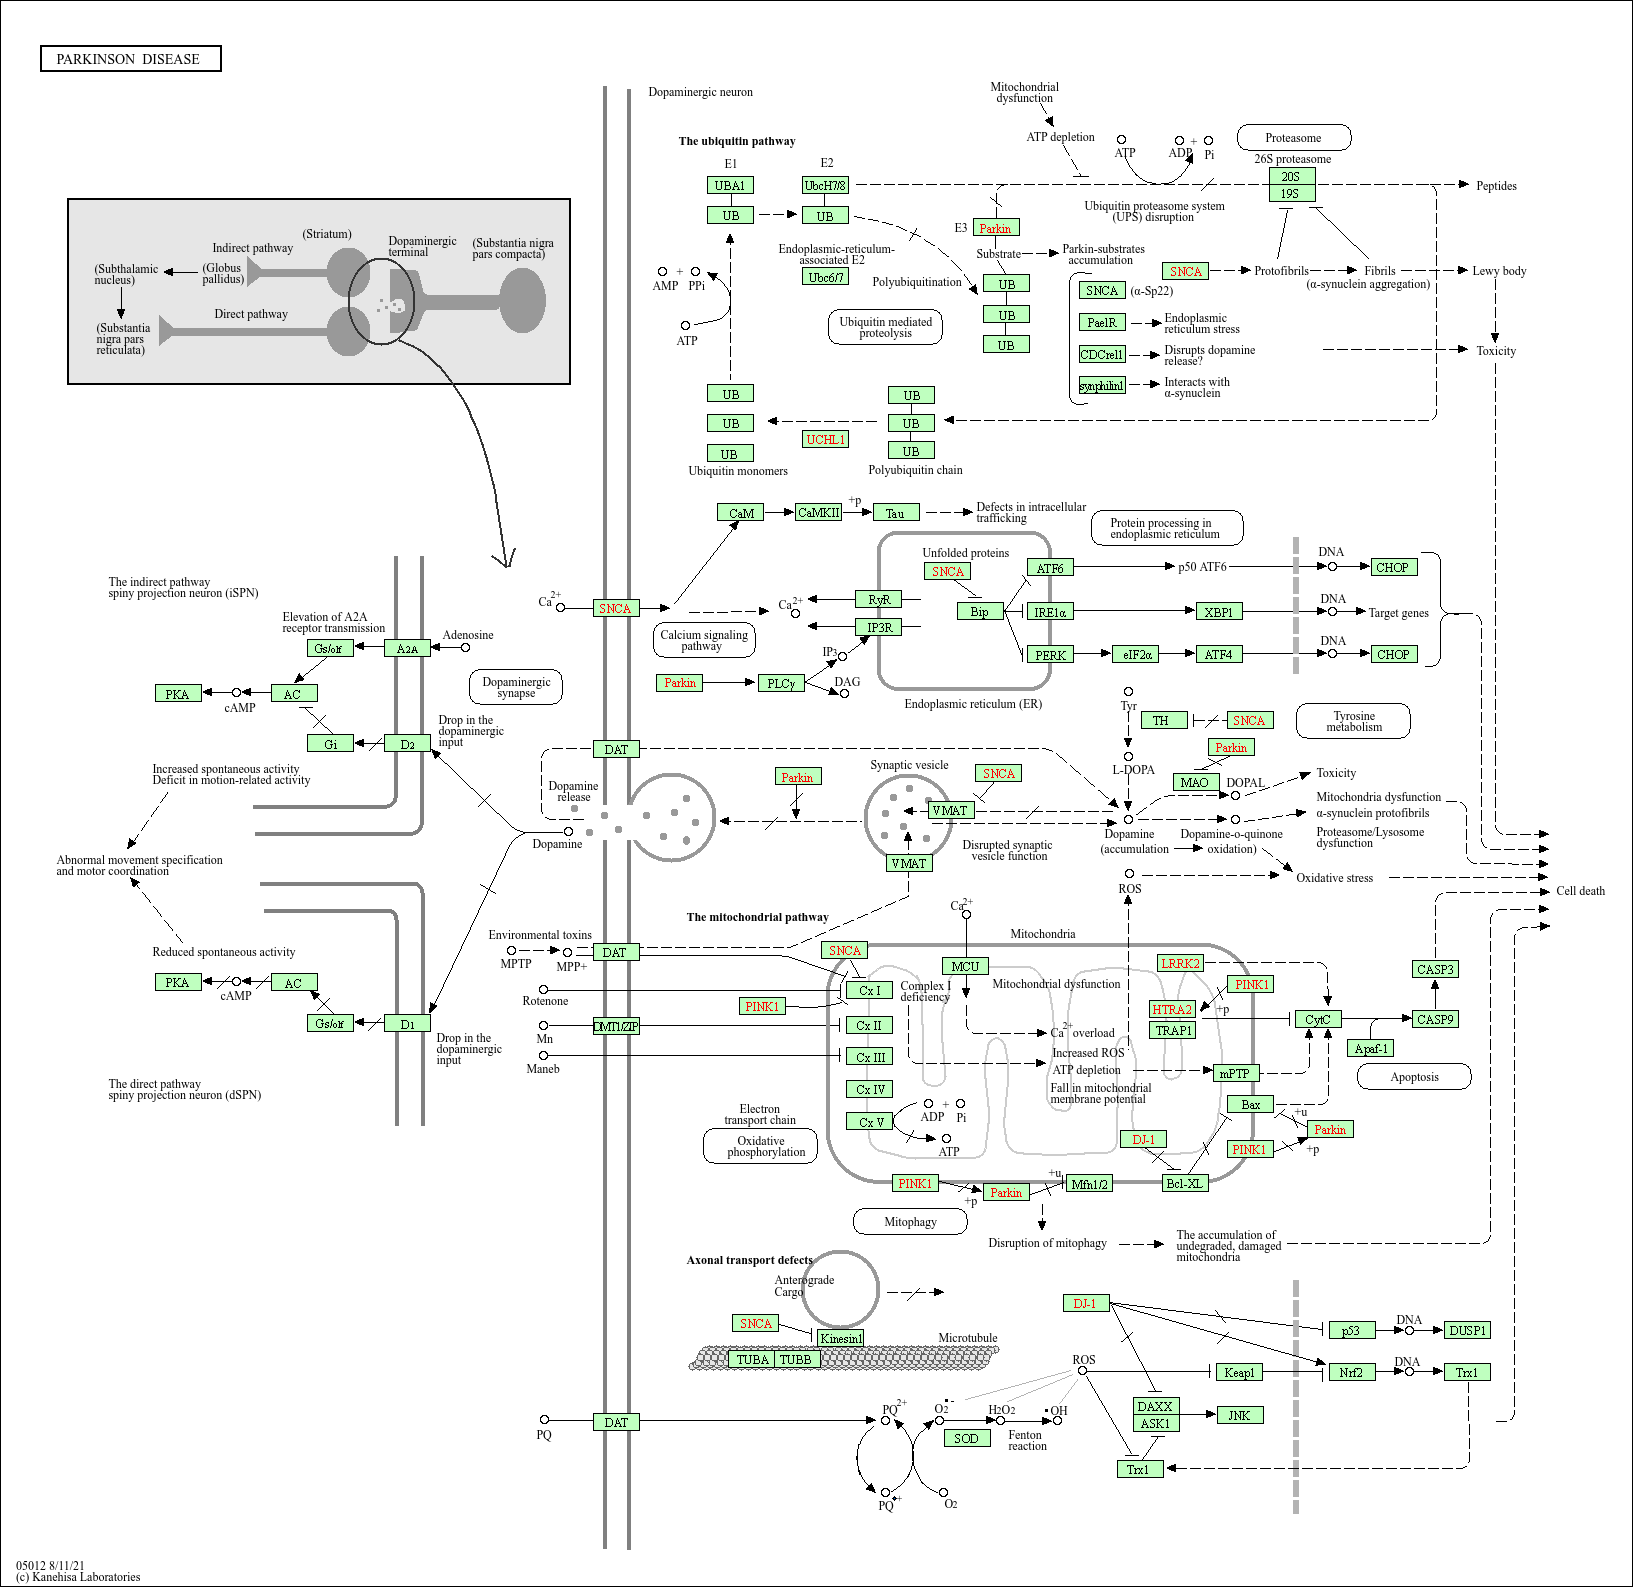 PARKINSON DISEASE
Dopaminergic neuron
Mitochondrial
dysfunction
ATP depletion
The ubiquitin pathway
ATP
ADP
+
Pi
Proteasome
26S proteasome
E1
E2
UBA1
UbcH7/8
20S
19S
Peptides
UB
UB
E3
Parkin
Ubiquitin proteasome system
(UPS) disruption
Substrate
Parkin-substrates
accumulation
Endoplasmic-reticulum-
associated E2
Ubc6/7
Polyubiquitination
UB
UB
UB
SNCA
Protofibrils
Fibrils
(α-synuclein aggregation)
Lewy body
SNCA
(α-Sp22)
PaelR
Endoplasmic
reticulum stress
CDCrel1
Disrupts dopamine
release?
synphilin1
Interacts with
α-synuclein
Toxicity
AMP
+
PPi
ATP
Ubiquitin mediated
proteolysis
UB
UB
UB
Ubiquitin monomers
UCHL1
UB
UB
UB
Polyubiquitin chain
(Striatum)
Indirect pathway
Dopaminergic
terminal
(Substantia nigra
pars compacta)
(Subthalamic
nucleus)
(Globus
pallidus)
Direct pathway
(Substantia
nigra pars
reticulata)
CaM
CaMKII
+p
Tau
Defects in intracellular
trafficking
Protein processing in
endoplasmic reticulum
Unfolded proteins
SNCA
Bip
ATF6
p50 ATF6
DNA
CHOP
IRE1α
XBP1
DNA
Target genes
PERK
eIF2α
ATF4
DNA
CHOP
Ca2+
SNCA
Ca2+
RyR
IP3R
Calcium signaling
pathway
IP3
Parkin
PLCγ
DAG
Endoplasmic reticulum (ER)
The indirect pathway
spiny projection neuron (iSPN)
Elevation of A2A
receptor transmission
Gs/olf
A2A
Adenosine
PKA
cAMP
AC
Gi
D2
Drop in the
dopaminergic
input
Dopaminergic
synapse
Increased spontaneous activity
Deficit in motion-related activity
Abnormal movement specification
and motor coordination
Reduced spontaneous activity
PKA
cAMP
AC
Gs/olf
D1
Drop in the
dopaminergic
input
The direct pathway
spiny projection neuron (dSPN)
DAT
Dopamine
release
Dopamine
Parkin
Synaptic vesicle
SNCA
VMAT
VMAT
Disrupted synaptic
vesicle function
Tyr
TH
SNCA
Tyrosine
metabolism
Parkin
L-DOPA
MAO
DOPAL
Toxicity
Mitochondria dysfunction
α-synuclein protofibrils
Proteasome/Lysosome
dysfunction
Dopamine
(accumulation
Dopamine-o-quinone
oxidation)
ROS
Oxidative stress
Cell death
The mitochondrial pathway
Environmental toxins
MPTP
MPP+
DAT
Rotenone
Mn
DMT1/ZIP
Maneb
SNCA
PINK1
Cx I
Cx II
Cx III
Cx IV
Cx V
Complex I
deficiency
Ca2+
MCU
Mitochondria
Mitochondrial dysfunction
Ca2+ overload
Increased ROS
ATP depletion
Fall in mitochondrial
membrane potential
ADP
+
Pi
ATP
Electron
transport chain
Oxidative
phosphorylation
LRRK2
PINK1
HTRA2
+p
TRAP1
CytC
CASP3
CASP9
Apaf-1
Apoptosis
mPTP
Bax
+u
Parkin
PINK1
+p
DJ-1
Bcl-XL
PINK1
+p
Parkin
+u
Mfn1/2
Mitophagy
Disruption of mitophagy
The accumulation of
undegraded, damaged
mitochondria
Axonal transport defects
Anterograde
Cargo
SNCA
Kinesin1
TUBA
TUBB
Microtubule
DJ-1
p53
DNA
DUSP1
ROS
Keap1
Nrf2
DNA
Trx1
DAXX
ASK1
JNK
Trx1
PQ
DAT
PQ2+
O2•-
H2O2
•OH
SOD
Fenton
reaction
PQ•+
O2
05012 8/11/21
(c) Kanehisa Laboratories